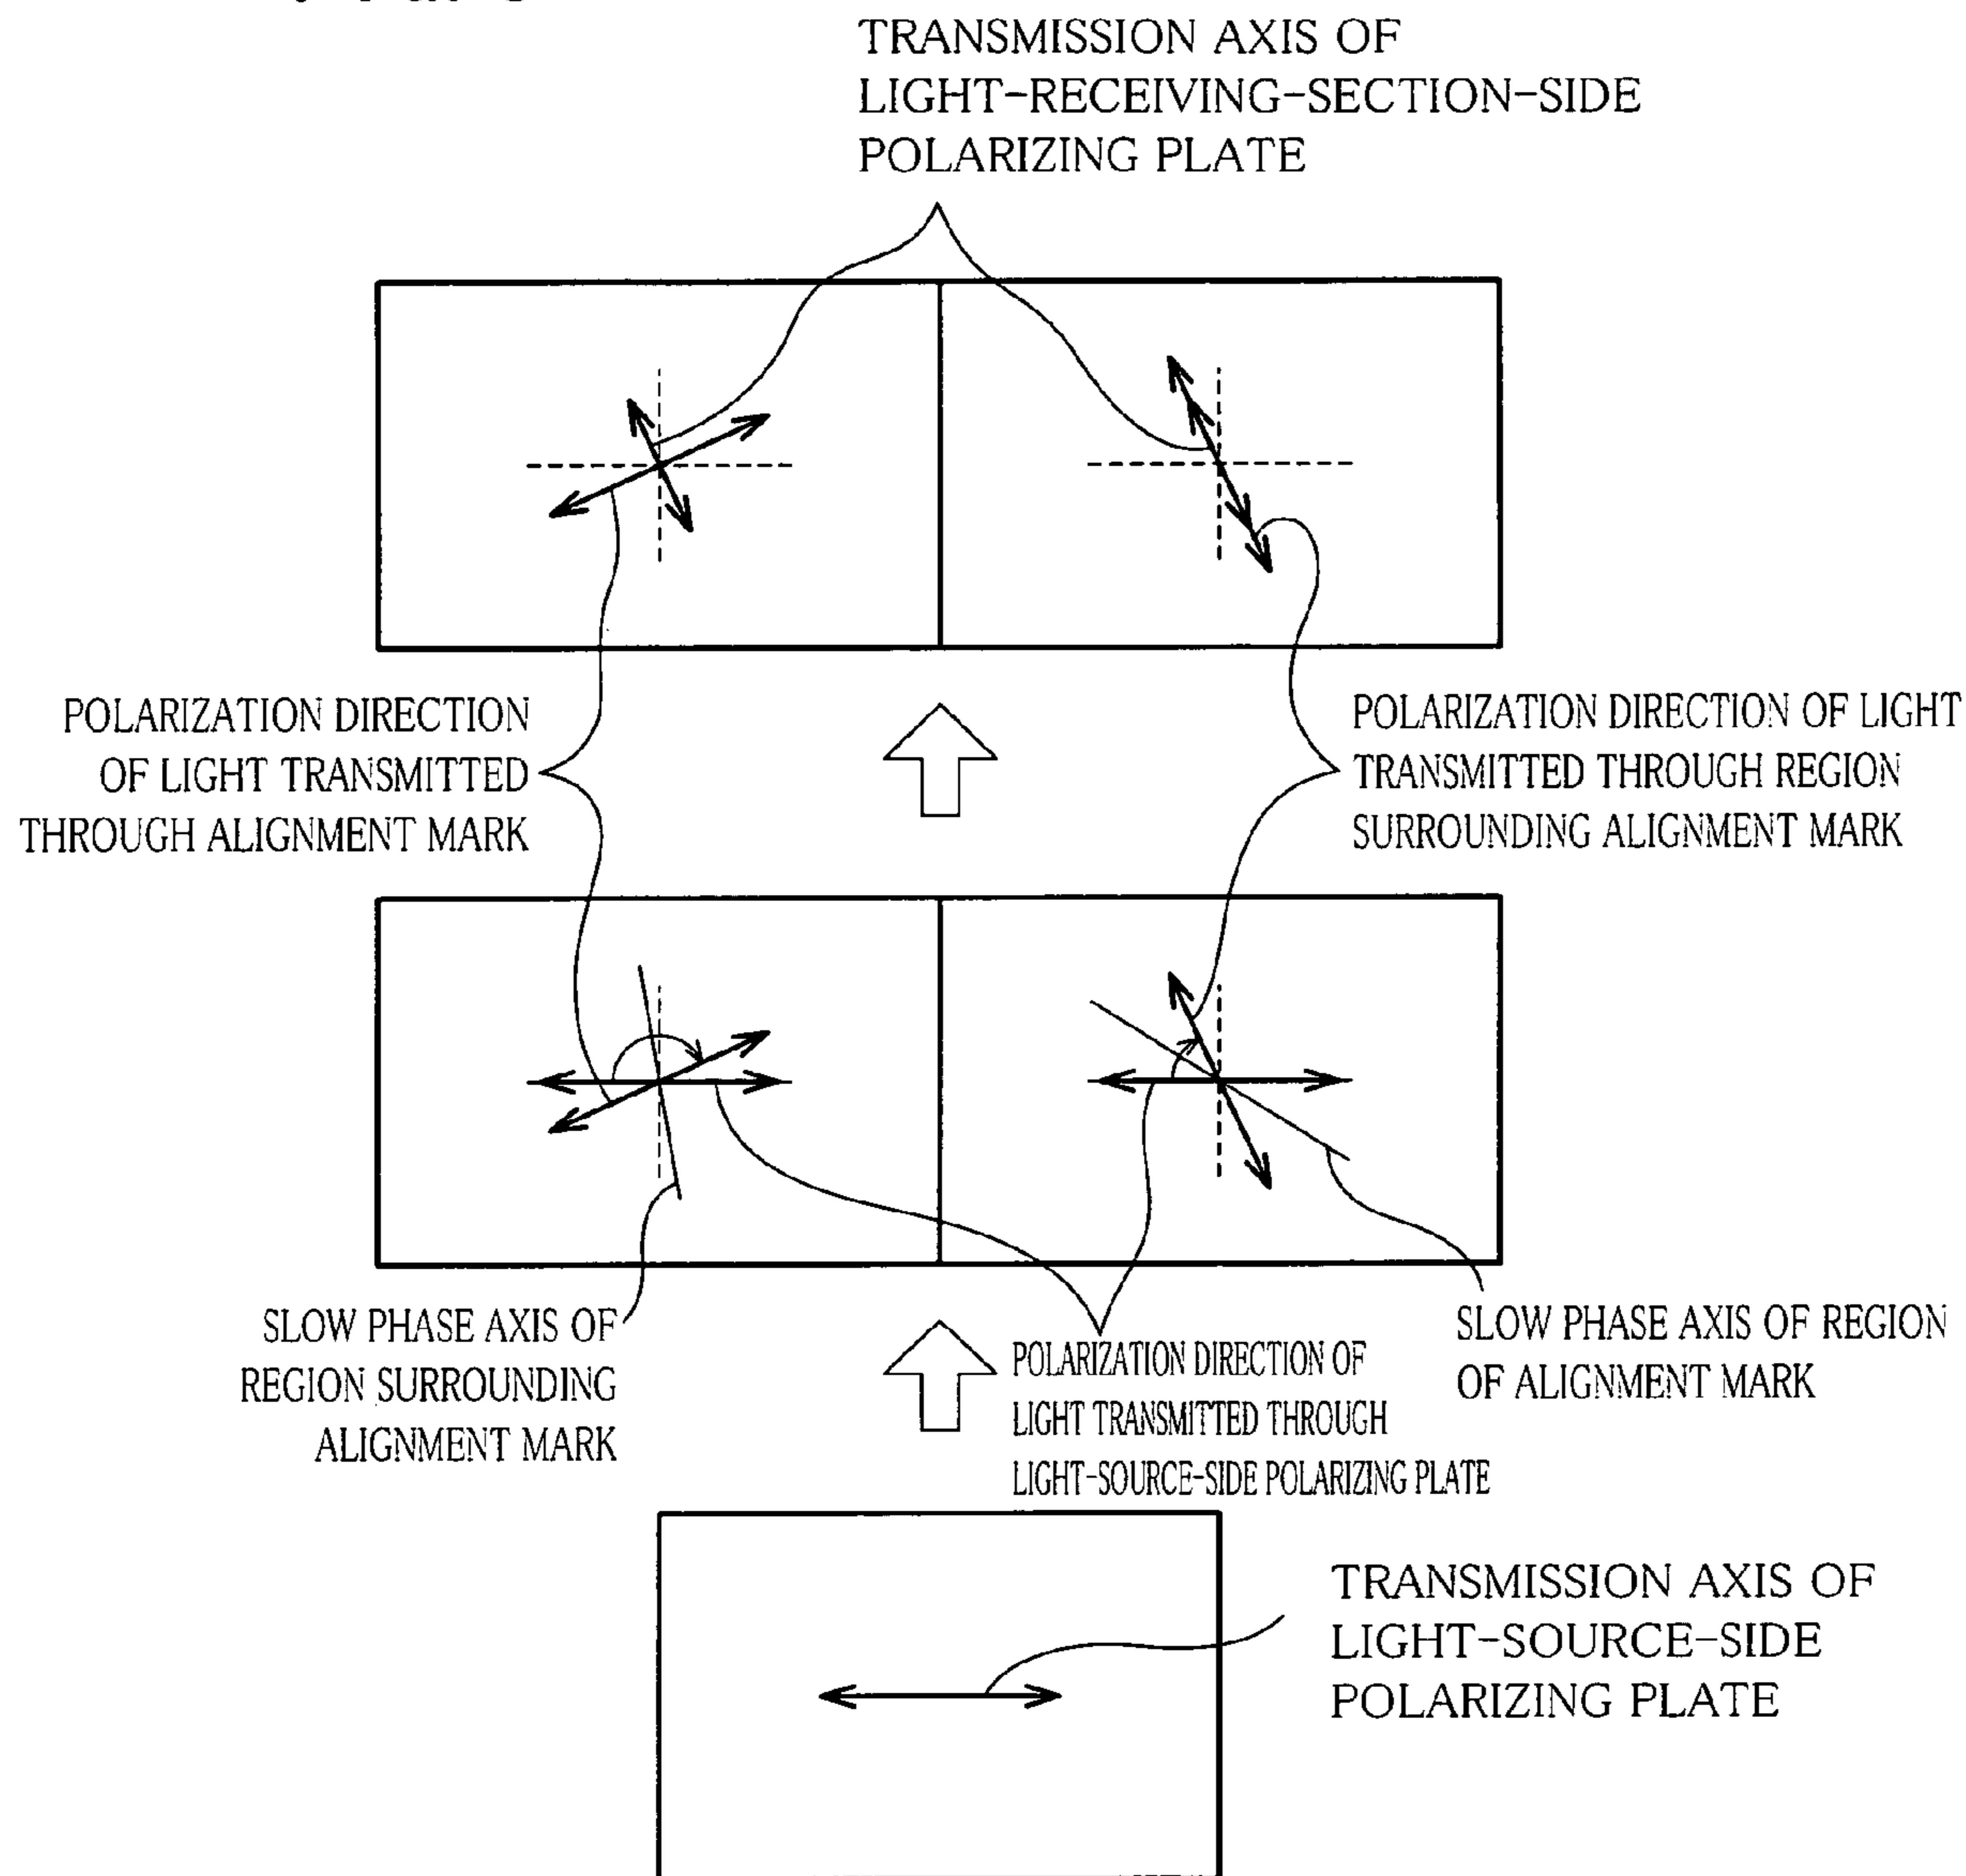 TRANSMISSION AXIS OF
LIGHT-RECEIVING-SECTION-SIDE
POLARIZING PLATE
POLARIZATION DIRECTION
OF LIGHT TRANSMITTED
THROUGH ALIGNMENT MARK
POLARIZATION DIRECTION OF LIGHT
TRANSMITTED THROUGH REGION
SURROUNDING ALIGNMENT MARK
SLOW PHASE AXIS OF
REGION SURROUNDING
ALIGNMENT MARK
POLARIZATION DIRECTION OF
LIGHT TRANSMITTED THROUGH
LIGHT-SOURCE-SIDE POLARIZING PLATE
SLOW PHASE AXIS OF REGION
OF ALIGNMENT MARK
TRANSMISSION AXIS OF
LIGHT-SOURCE-SIDE
POLARIZING PLATE